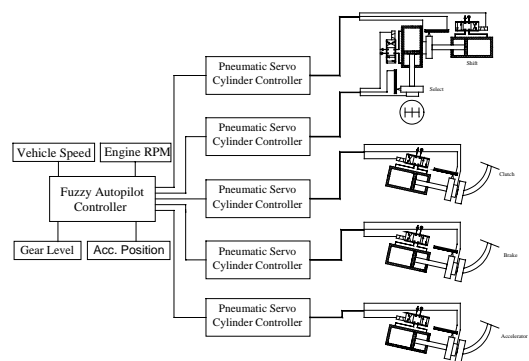 Pneumatic Servo
Cylinder Controller
Shift
Pneumatic Servo
Cylinder Controller
Select
Vehicle Speed
Engine RPM
Pneumatic Servo
Cylinder Controller
Clutch
Fuzzy Autopilot
Controller
Gear Level
Acc. Position
Pneumatic Servo
Cylinder Controller
Brake
Pneumatic Servo
Cylinder Controller
Accelerator